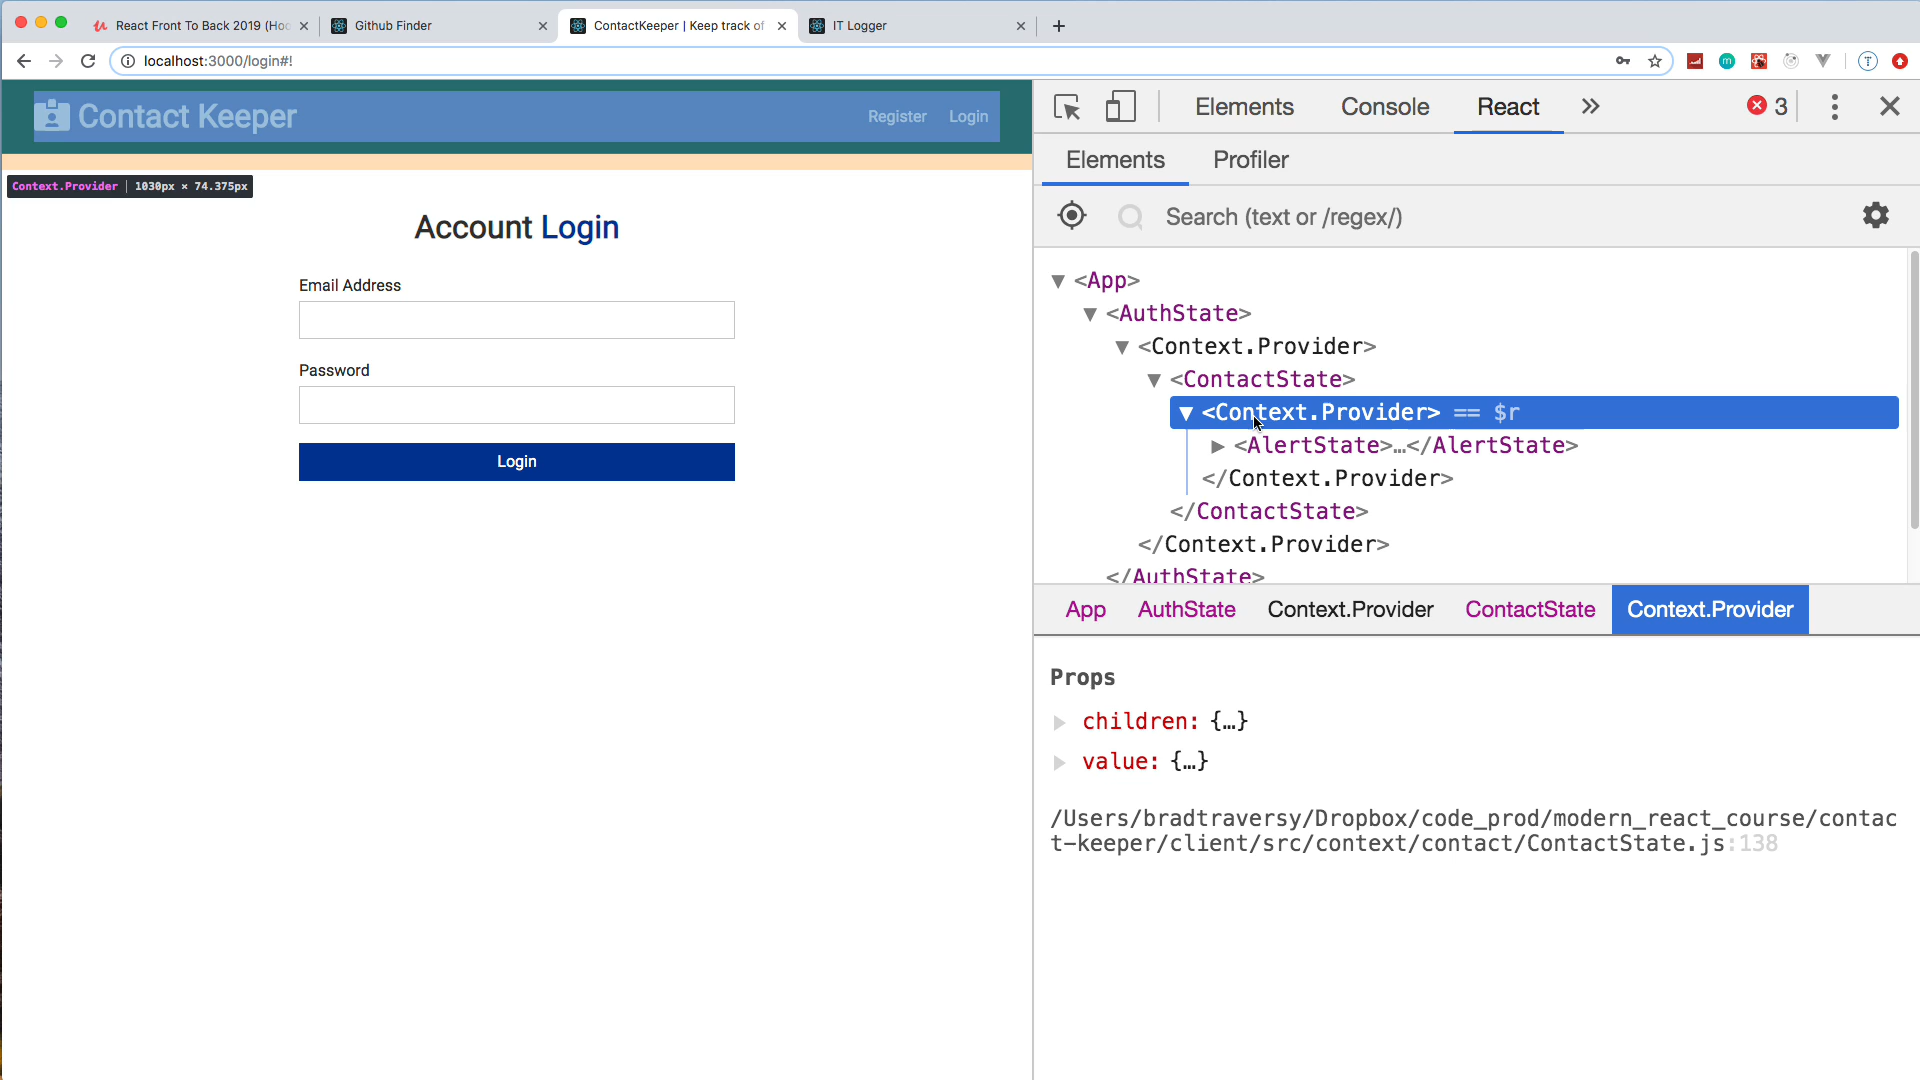 React Front To Back 2019 (Hoo
Github Finder
ContactKeeper | Keep track of
IT Logger
localhost:3000/login#!
Contact Keeper
Register
Login
Context.Provider | 1030px × 74.375px
Account Login
Email Address
Password
Login
Elements
Console
React
3
Elements
Profiler
Search (text or /regex/)
<App>
<AuthState>
<Context.Provider>
<ContactState>
<Context.Provider> == $r
<AlertState>…</AlertState>
</Context.Provider>
</ContactState>
</Context.Provider>
</AuthState>
App
AuthState
Context.Provider
ContactState
Context.Provider
Props
children: {…}
value: {…}
/Users/bradtraversy/Dropbox/code_prod/modern_react_course/contac
t-keeper/client/src/context/contact/ContactState.js:138